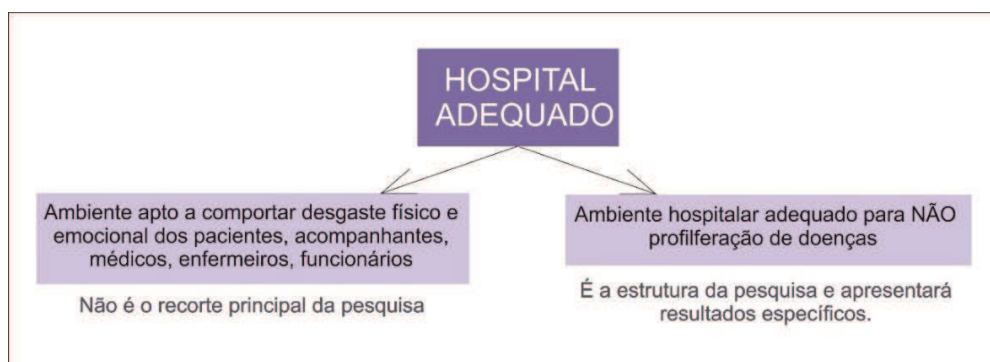 HOSPITAL
ADEQUADO
Ambiente apto a comportar desgaste físico e
emocional dos pacientes, acompanhantes,
médicos, enfermeiros, funcionários
Não é o recorte principal da pesquisa
Ambiente hospitalar adequado para NÃO
profilferação de doenças
É a estrutura da pesquisa e apresentará
resultados específicos.